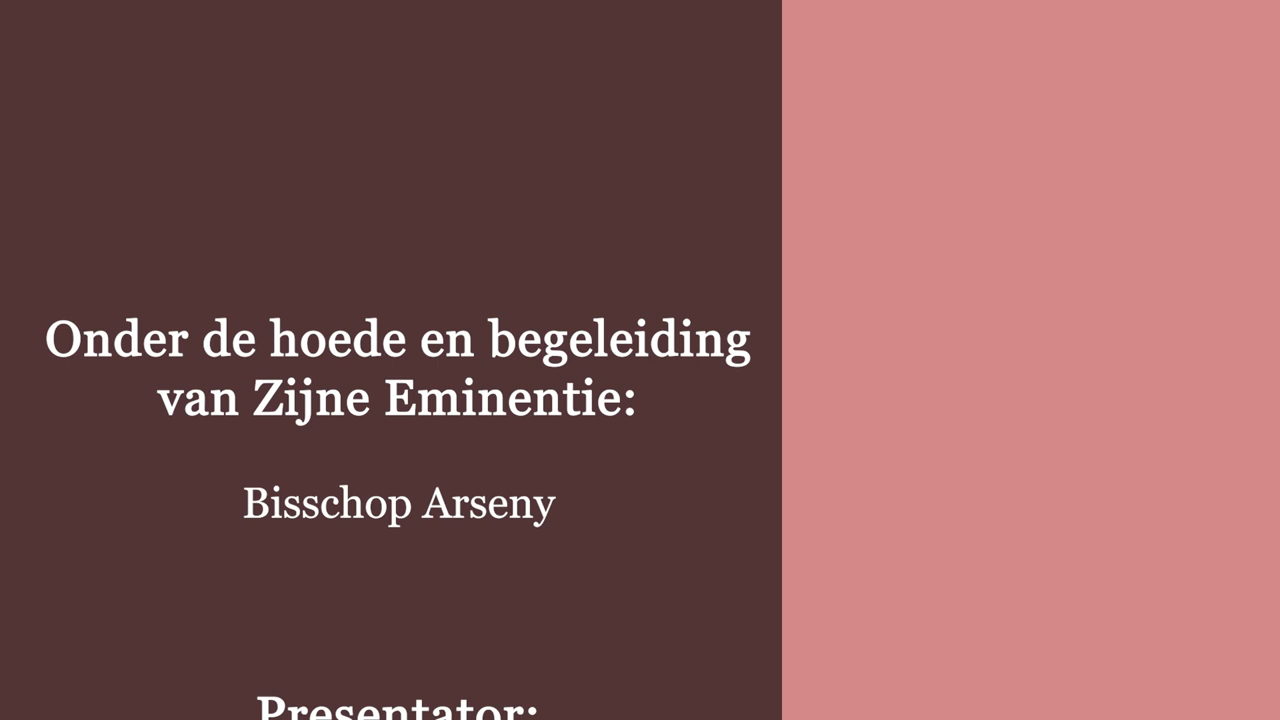 Onder de hoede en begeleiding
van Zijne Eminentie:
Bisschop Arseny
Presentator: